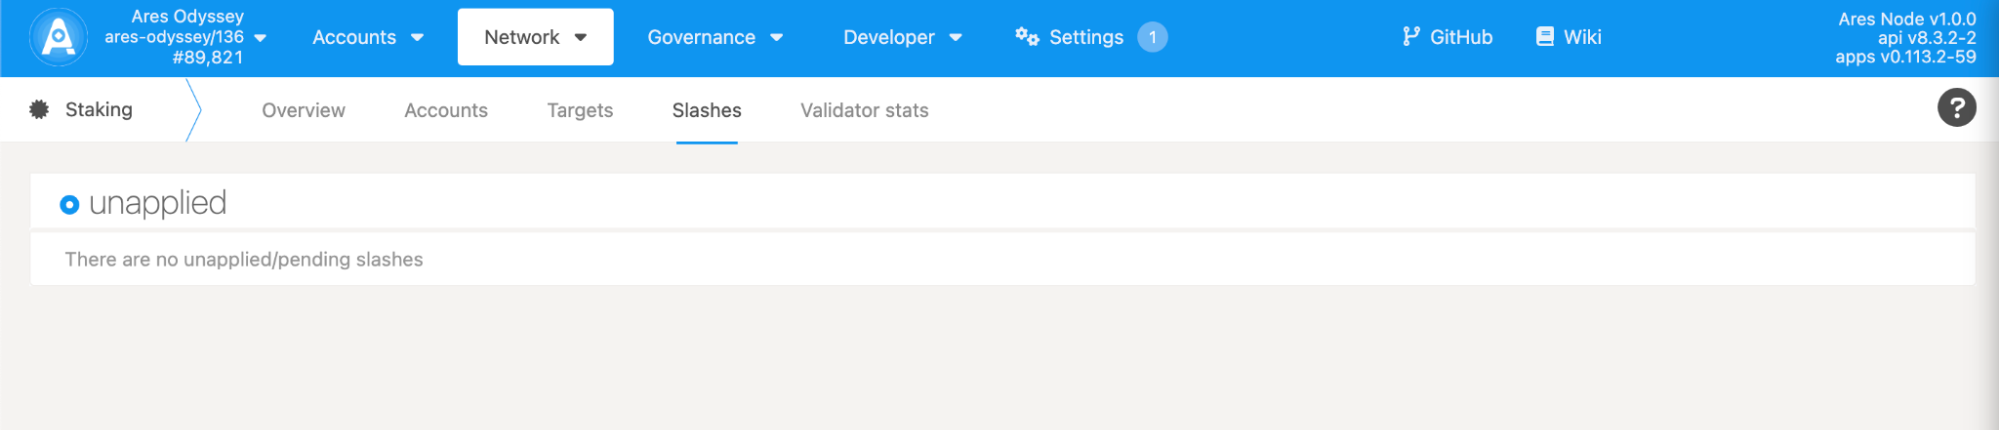 Ares Odyssey
ares-odyssey/136
#89,821
Accounts
Network
Governance
Developer
Settings 1
GitHub
Wiki
Ares Node v1.0.0
api v8.3.2-2
apps v0.113.2-59
Staking
Overview
Accounts
Targets
Slashes
Validator stats
?
unapplied
There are no unapplied/pending slashes